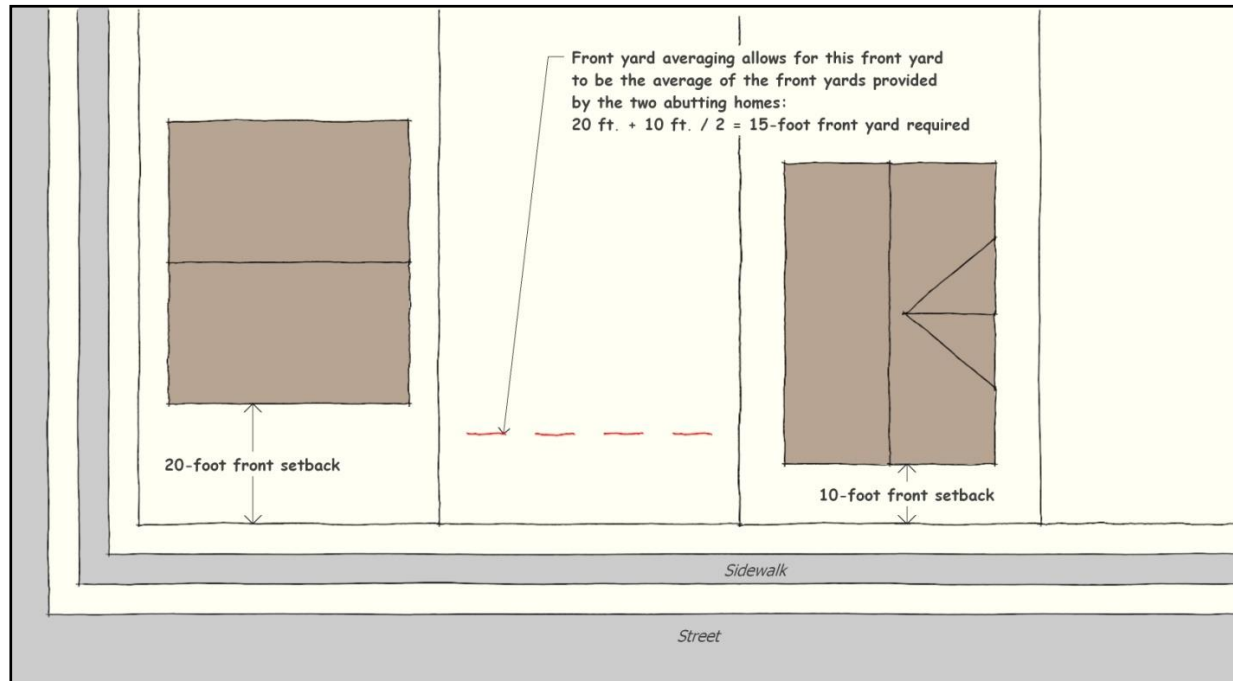 Front yard averaging allows for this front yard
to be the average of the front yards provided
by the two abutting homes:
20 ft. + 10 ft. / 2 = 15-foot front yard required
20-foot front setback
10-foot front setback
Sidewalk
Street